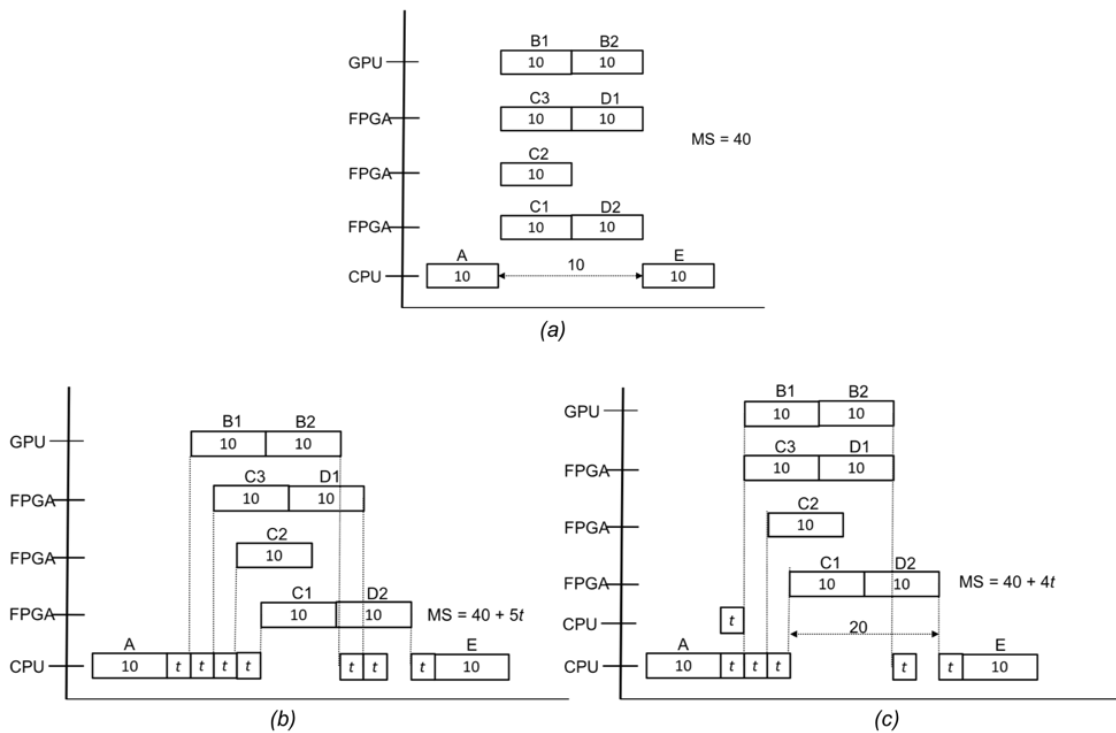 B1 B2
GPU 10 10
C3 D1
FPGA 10 10
MS = 40
C2
FPGA 10
C1 D2
FPGA 10 10
A 10 E
CPU 10 10
(a)
B1 B2
GPU 10 10
C3 D1
FPGA 10 10
C2
FPGA 10
C1 D2
FPGA 10 10 MS = 40 + 5t
A E
CPU 10 t t t t t t t 10
(b)
B1 B2
GPU 10 10
C3 D1
FPGA 10 10
C2
FPGA 10
C1 D2
FPGA 10 10 MS = 40 + 4t
CPU t 20
A E
CPU 10 t t t t t 10
(c)